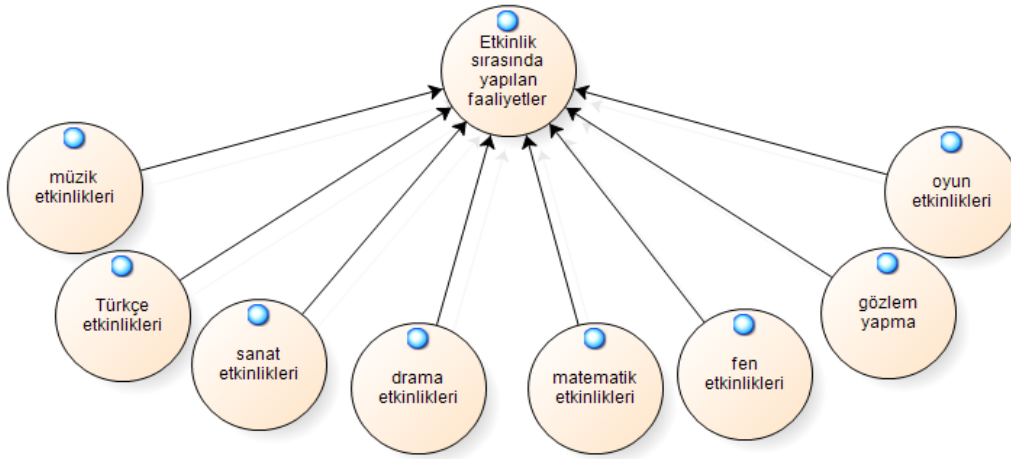 Etkinlik
sırasında
yapılan
faaliyetler
müzik
etkinlikleri
Türkçe
etkinlikleri
sanat
etkinlikleri
drama
etkinlikleri
matematik
etkinlikleri
fen
etkinlikleri
gözlem
yapma
oyun
etkinlikleri